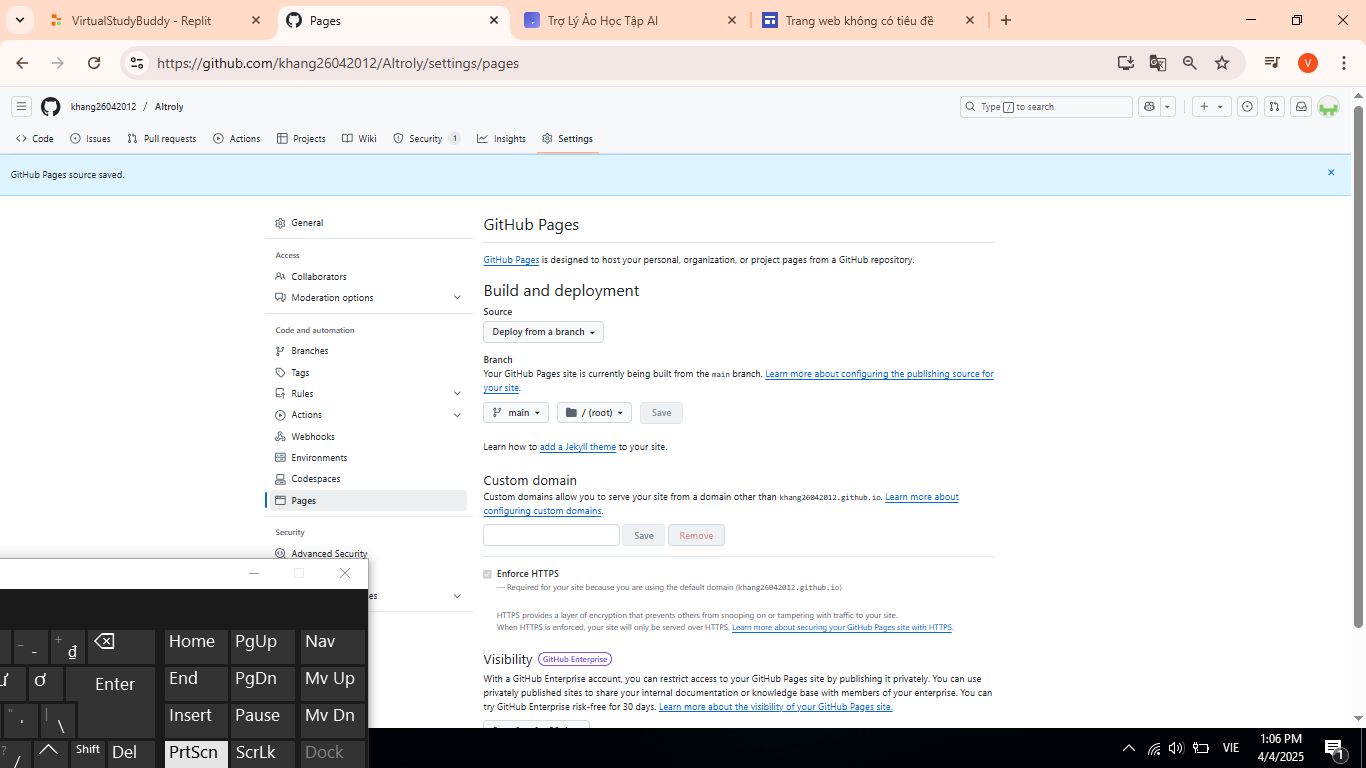 VirtualStudyBuddy - Replit
Pages
Trợ Lý Ảo Học Tập AI
Trang web không có tiêu đề
https://github.com/khang26042012/AItroly/settings/pages
V
khang26042012 / AItroly
Type / to search
Code
Issues
Pull requests
Actions
Projects
Wiki
Security 1
Insights
Settings
GitHub Pages source saved.
General
Access
Collaborators
Moderation options
Code and automation
Branches
Tags
Rules
Actions
Webhooks
Environments
Codespaces
Pages
Security
Advanced Security
es
GitHub Pages
GitHub Pages is designed to host your personal, organization, or project pages from a GitHub repository.
Build and deployment
Source
Deploy from a branch
Branch
Your GitHub Pages site is currently being built from the main branch. Learn more about configuring the publishing source for
your site.
main
/ (root)
Save
Learn how to add a Jekyll theme to your site.
Custom domain
Custom domains allow you to serve your site from a domain other than khang26042012.github.io. Learn more about
configuring custom domains.
Save
Remove
Enforce HTTPS
— Required for your site because you are using the default domain (khang26042012.github.io)
HTTPS provides a layer of encryption that prevents others from snooping on or tampering with traffic to your site.
When HTTPS is enforced, your site will only be served over HTTPS. Learn more about securing your GitHub Pages site with HTTPS.
Visibility GitHub Enterprise
With a GitHub Enterprise account, you can restrict access to your GitHub Pages site by publishing it privately. You can use
privately published sites to share your internal documentation or knowledge base with members of your enterprise. You can
try GitHub Enterprise risk-free for 30 days. Learn more about the visibility of your GitHub Pages site.
_ - + ₫ Home PgUp Nav
Ư Ơ Enter End PgDn Mv Up
" ' | \ Insert Pause Mv Dn
? / Shift Del PrtScn ScrLk Dock
VIE
1:06 PM
4/4/2025
1